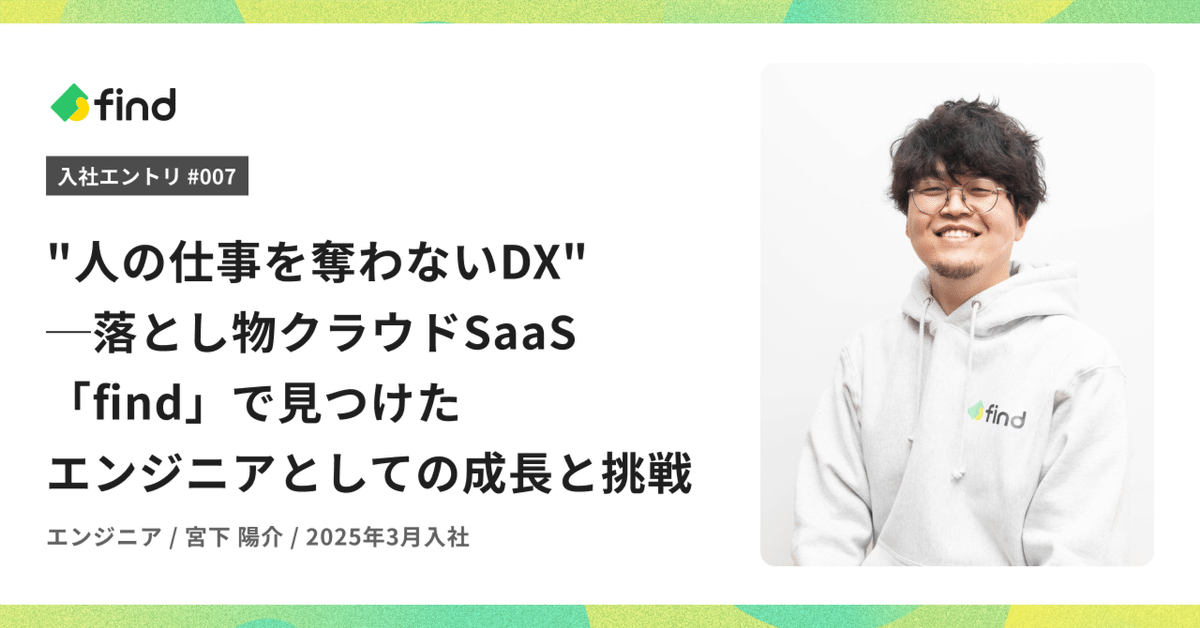 find
入社エントリ #007
"人の仕事を奪わないDX"
─落とし物クラウドSaaS
「find」で見つけた
エンジニアとしての成長と挑戦
エンジニア / 宮下 陽介 / 2025年3月入社
find